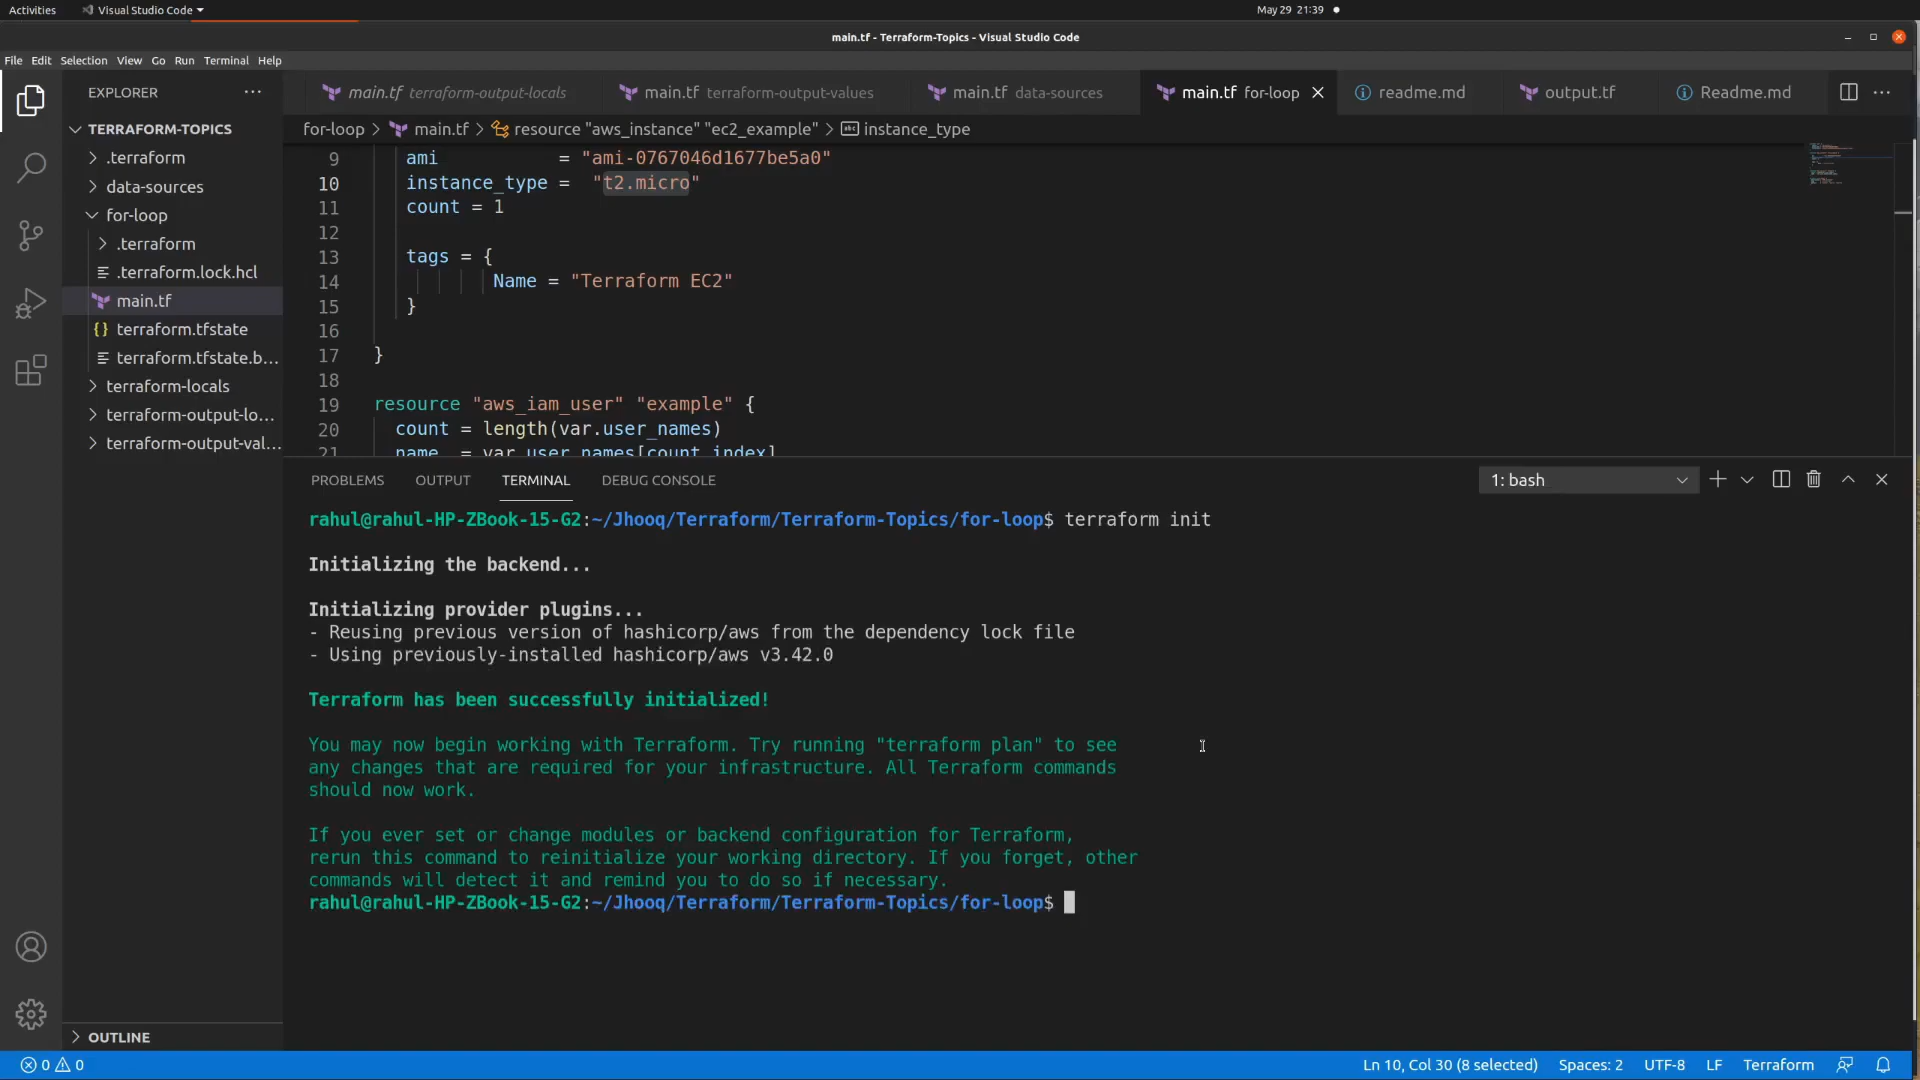 Activities
Visual Studio Code
May 29 21:39
main.tf - Terraform-Topics - Visual Studio Code
File Edit Selection View Go Run Terminal Help
EXPLORER
main.tf terraform-output-locals
main.tf terraform-output-values
main.tf data-sources
main.tf for-loop
readme.md
output.tf
Readme.md
for-loop > main.tf > resource "aws_instance" "ec2_example" > instance_type
TERRAFORM-TOPICS
.terraform
data-sources
for-loop
.terraform
.terraform.lock.hcl
main.tf
terraform.tfstate
terraform.tfstate.b...
terraform-locals
terraform-output-lo...
terraform-output-val...
OUTLINE
9 ami = "ami-0767046d1677be5a0"
10 instance_type = "t2.micro"
11 count = 1
12
13 tags = {
14 Name = "Terraform EC2"
15 }
16
17 }
18
19 resource "aws_iam_user" "example" {
20 count = length(var.user_names)
21 name = var.user_names[count.index]
PROBLEMS OUTPUT TERMINAL DEBUG CONSOLE
1: bash
rahul@rahul-HP-ZBook-15-G2:~/Jhooq/Terraform/Terraform-Topics/for-loop$ terraform init
Initializing the backend...
Initializing provider plugins...
- Reusing previous version of hashicorp/aws from the dependency lock file
- Using previously-installed hashicorp/aws v3.42.0
Terraform has been successfully initialized!
You may now begin working with Terraform. Try running "terraform plan" to see
any changes that are required for your infrastructure. All Terraform commands
should now work.
If you ever set or change modules or backend configuration for Terraform,
rerun this command to reinitialize your working directory. If you forget, other
commands will detect it and remind you to do so if necessary.
rahul@rahul-HP-ZBook-15-G2:~/Jhooq/Terraform/Terraform-Topics/for-loop$
0 0
Ln 10, Col 30 (8 selected) Spaces: 2 UTF-8 LF Terraform